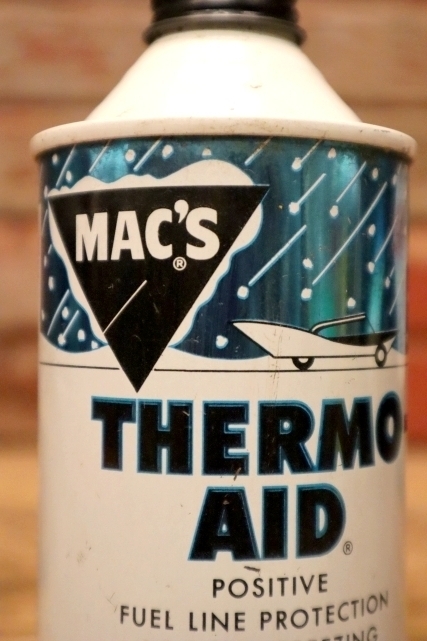 MAC'S®
THERMO-
AID®
POSITIVE
FUEL LINE PROTECTION